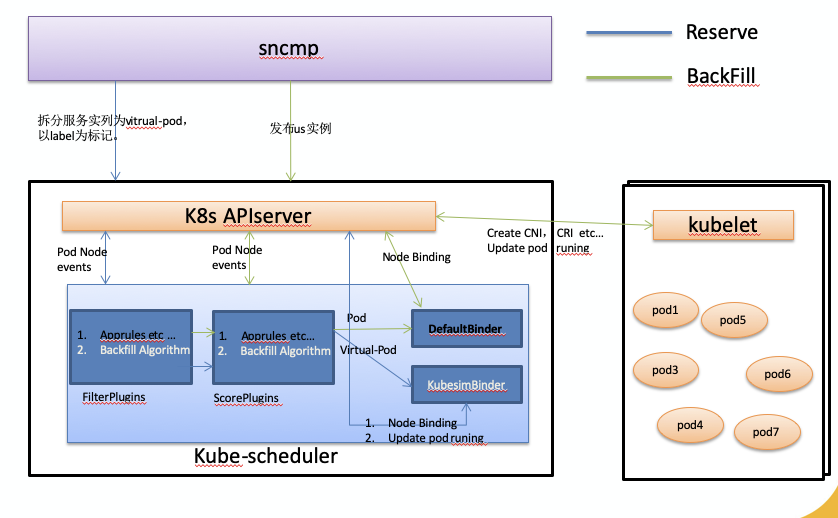 sncmp
Reserve
BackFill
拆分服务实列为vitrual-pod，
以label为标记。
发布us实例
K8s APIserver
kubelet
Pod Node
events
Pod Node
events
Node Binding
Create CNI， CRI etc...
Update pod runing
1. Apprules etc ...
2. Backfill Algorithm
FilterPlugins
1. Apprules etc...
2. Backfill Algorithm
ScorePlugins
Pod
Virtual-Pod
DefaultBinder
KubesimBinder
1. Node Binding
2. Update pod runing
Kube-scheduler
pod1
pod5
pod3
pod6
pod4
pod7